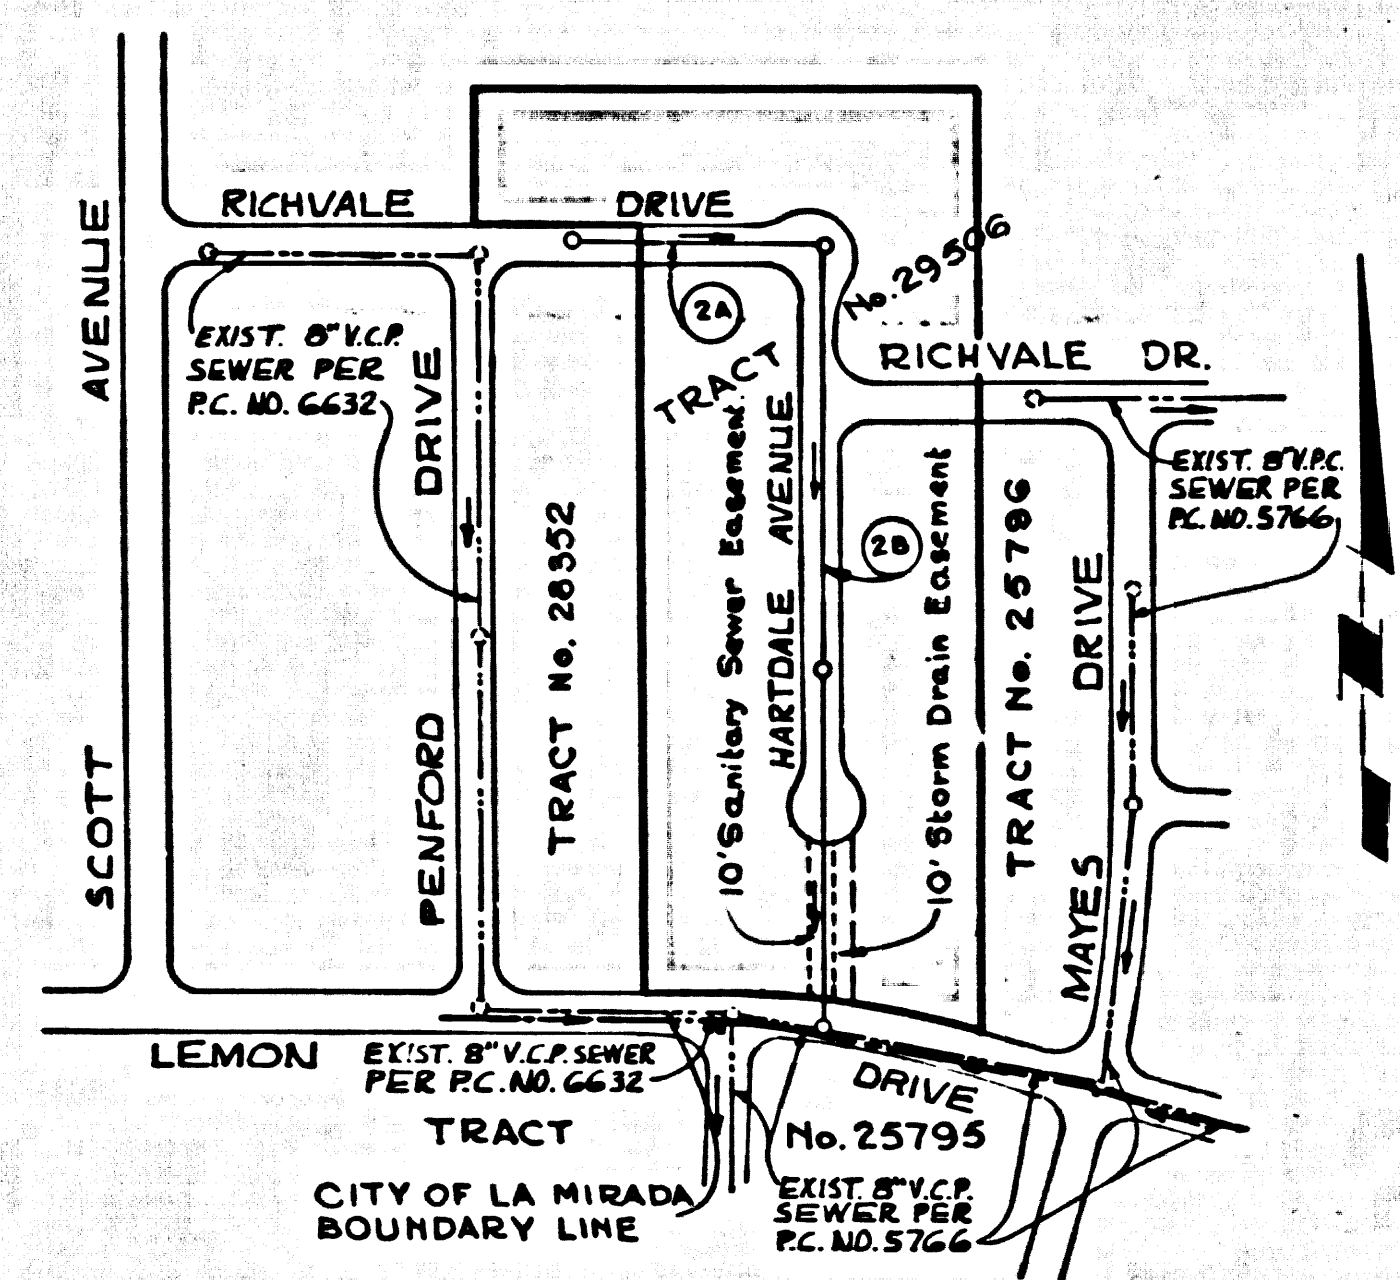 RICHVALE DRIVE
No. 29506
AVENUE
2A
EXIST. 8" V.C.P.
SEWER PER
P.C. NO. 6632
DRIVE
TRACT
RICHVALE DR.
AVENUE
10' Sanitary Sewer Easement.
HARTDALE
2B
10' Storm Drain Easement
EXIST. 8" V.P.C.
SEWER PER
P.C. NO. 5766
TRACT No. 28352
TRACT No. 25786
DRIVE
SCOTT
PENFORD
MAYES
LEMON
EXIST. 8" V.C.P. SEWER
PER P.C. NO. 6632
DRIVE
TRACT
No. 25795
CITY OF LA MIRADA
BOUNDARY LINE
EXIST. 8" V.C.P.
SEWER PER
P.C. NO. 5766